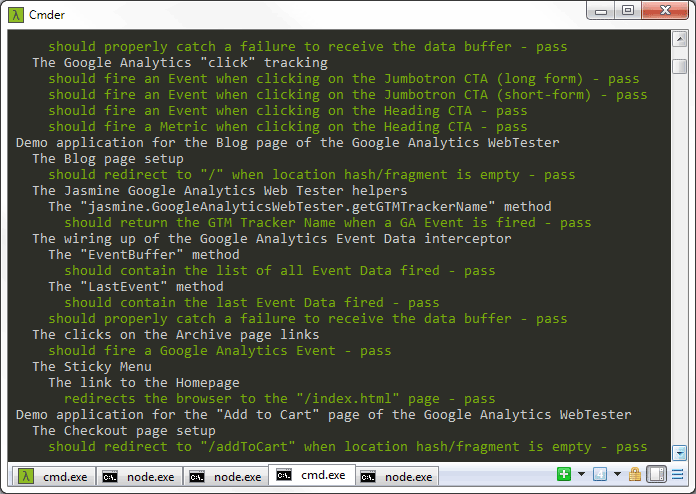 Cmder
should properly catch a failure to receive the data buffer - pass
The Google Analytics "click" tracking
should fire an Event when clicking on the Jumbotron CTA (long form) - pass
should fire an Event when clicking on the Jumbotron CTA (short-form) - pass
should fire an Event when clicking on the Heading CTA - pass
should fire a Metric when clicking on the Heading CTA - pass
Demo application for the Blog page of the Google Analytics WebTester
The Blog page setup
should redirect to "/" when location hash/fragment is empty - pass
The Jasmine Google Analytics Web Tester helpers
The "jasmine.GoogleAnalyticsWebTester.getGTMTrackerName" method
should return the GTM Tracker Name when a GA Event is fired - pass
The wiring up of the Google Analytics Event Data interceptor
The "EventBuffer" method
should contain the list of all Event Data fired - pass
The "LastEvent" method
should contain the last Event Data fired - pass
should properly catch a failure to receive the data buffer - pass
The clicks on the Archive page links
should fire a Google Analytics Event - pass
The Sticky Menu
The link to the Homepage
redirects the browser to the "/index.html" page - pass
Demo application for the "Add to Cart" page of the Google Analytics WebTester
The Checkout page setup
should redirect to "/addToCart" when location hash/fragment is empty - pass
cmd.exe node.exe node.exe cmd.exe node.exe